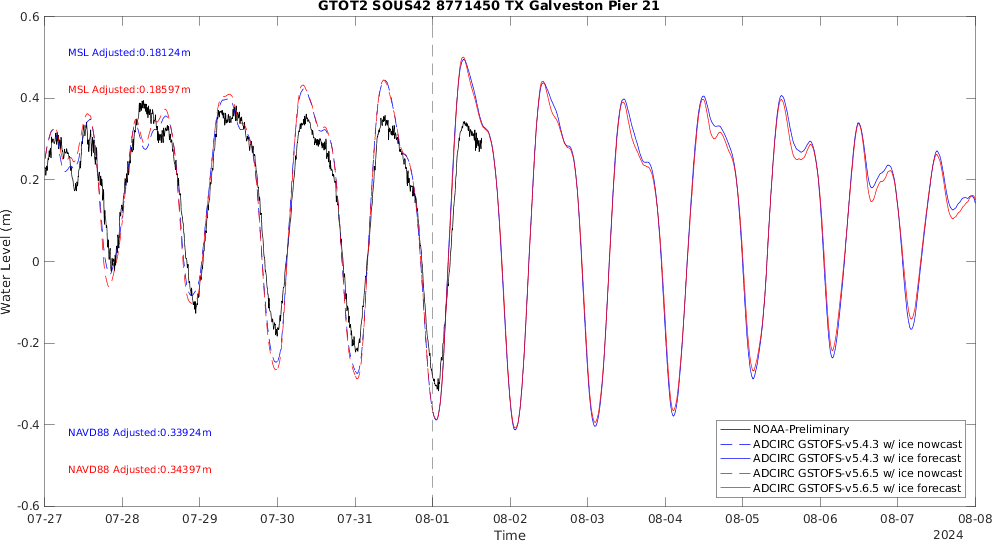 GTOT2 SOUS42 8771450 TX Galveston Pier 21
0.6
MSL Adjusted:0.18124m
MSL Adjusted:0.18597m
0.4
0.2
0
Water Level (m)
-0.2
-0.4
NAVD88 Adjusted:0.33924m
NAVD88 Adjusted:0.34397m
NOAA-Preliminary
ADCIRC GSTOFS-v5.4.3 w/ ice nowcast
ADCIRC GSTOFS-v5.4.3 w/ ice forecast
ADCIRC GSTOFS-v5.6.5 w/ ice nowcast
ADCIRC GSTOFS-v5.6.5 w/ ice forecast
-0.6
07-27 07-28 07-29 07-30 07-31 08-01 08-02 08-03 08-04 08-05 08-06 08-07 08-08
Time
2024